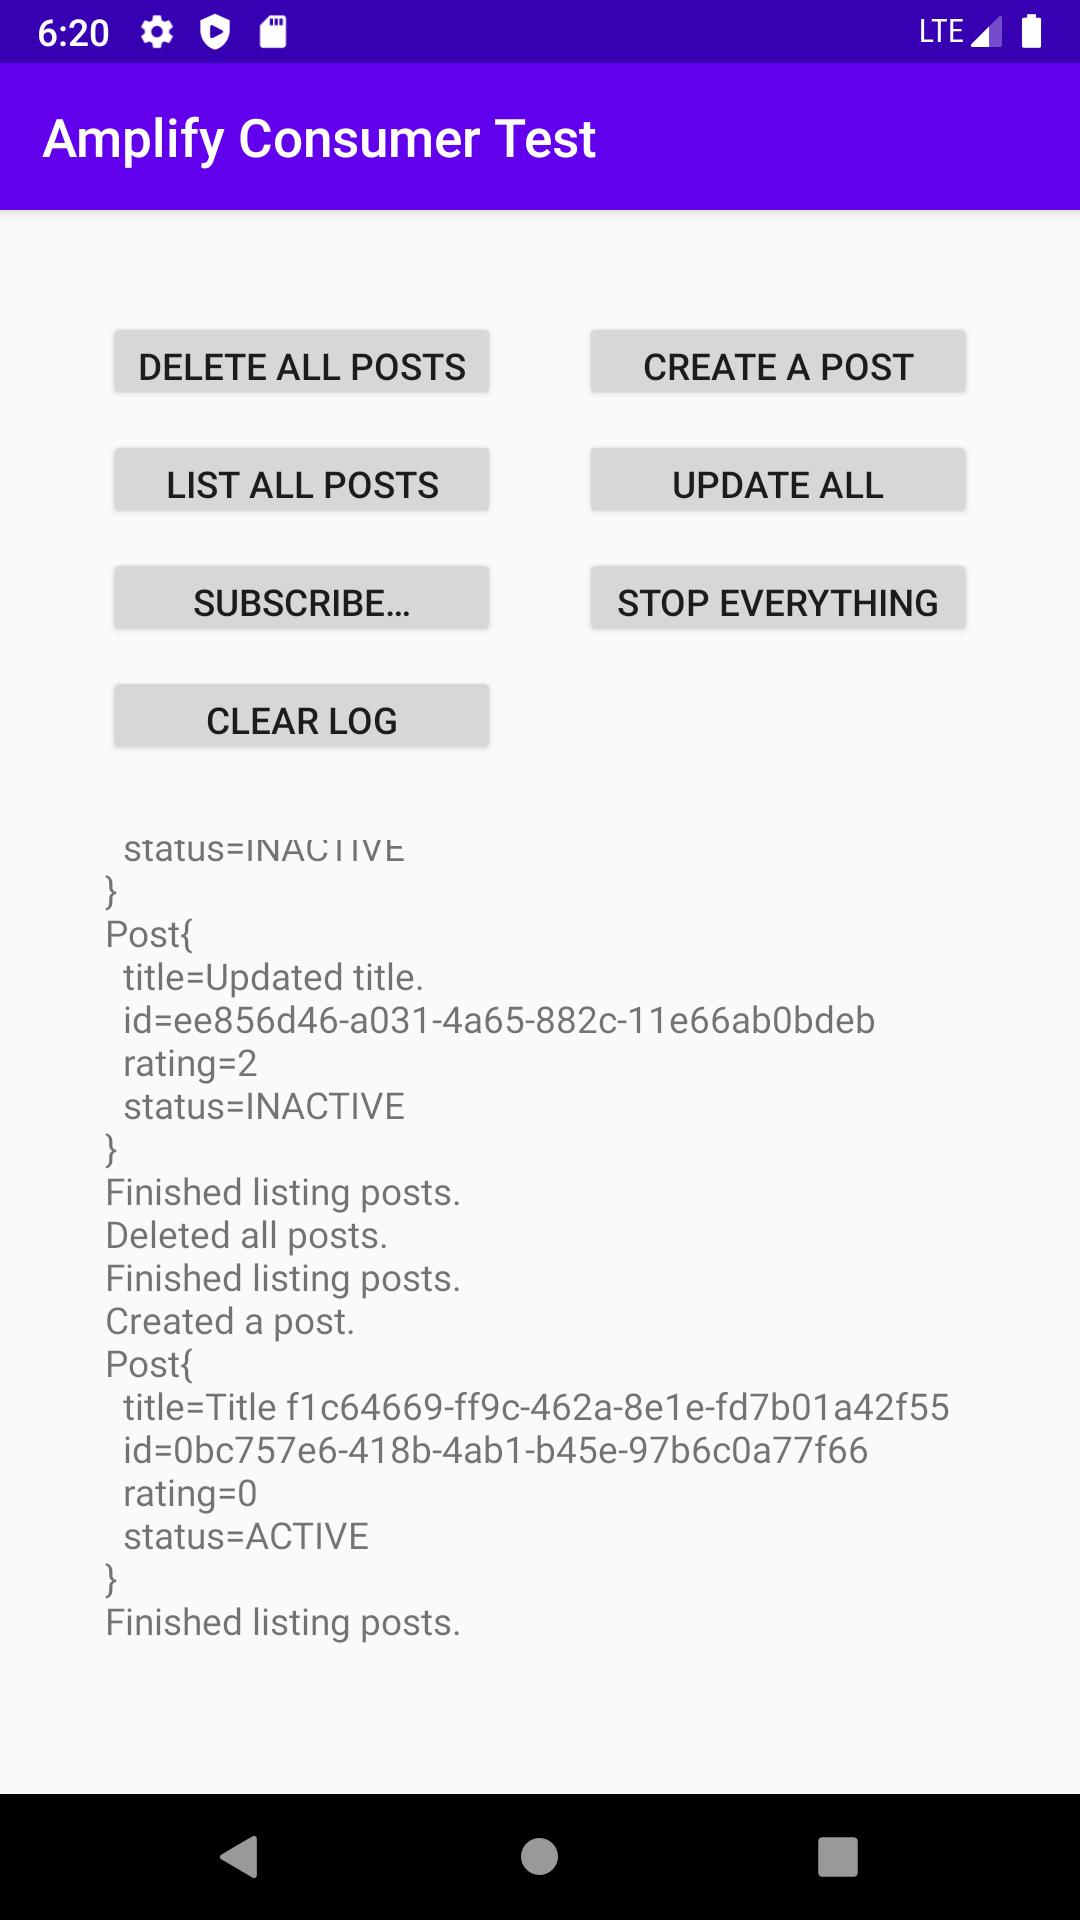 6:20 LTE
Amplify Consumer Test
DELETE ALL POSTS CREATE A POST
LIST ALL POSTS UPDATE ALL
SUBSCRIBE... STOP EVERYTHING
CLEAR LOG
status=INACTIVE
}
Post{
title=Updated title.
id=ee856d46-a031-4a65-882c-11e66ab0bdeb
rating=2
status=INACTIVE
}
Finished listing posts.
Deleted all posts.
Finished listing posts.
Created a post.
Post{
title=Title f1c64669-ff9c-462a-8e1e-fd7b01a42f55
id=0bc757e6-418b-4ab1-b45e-97b6c0a77f66
rating=0
status=ACTIVE
}
Finished listing posts.